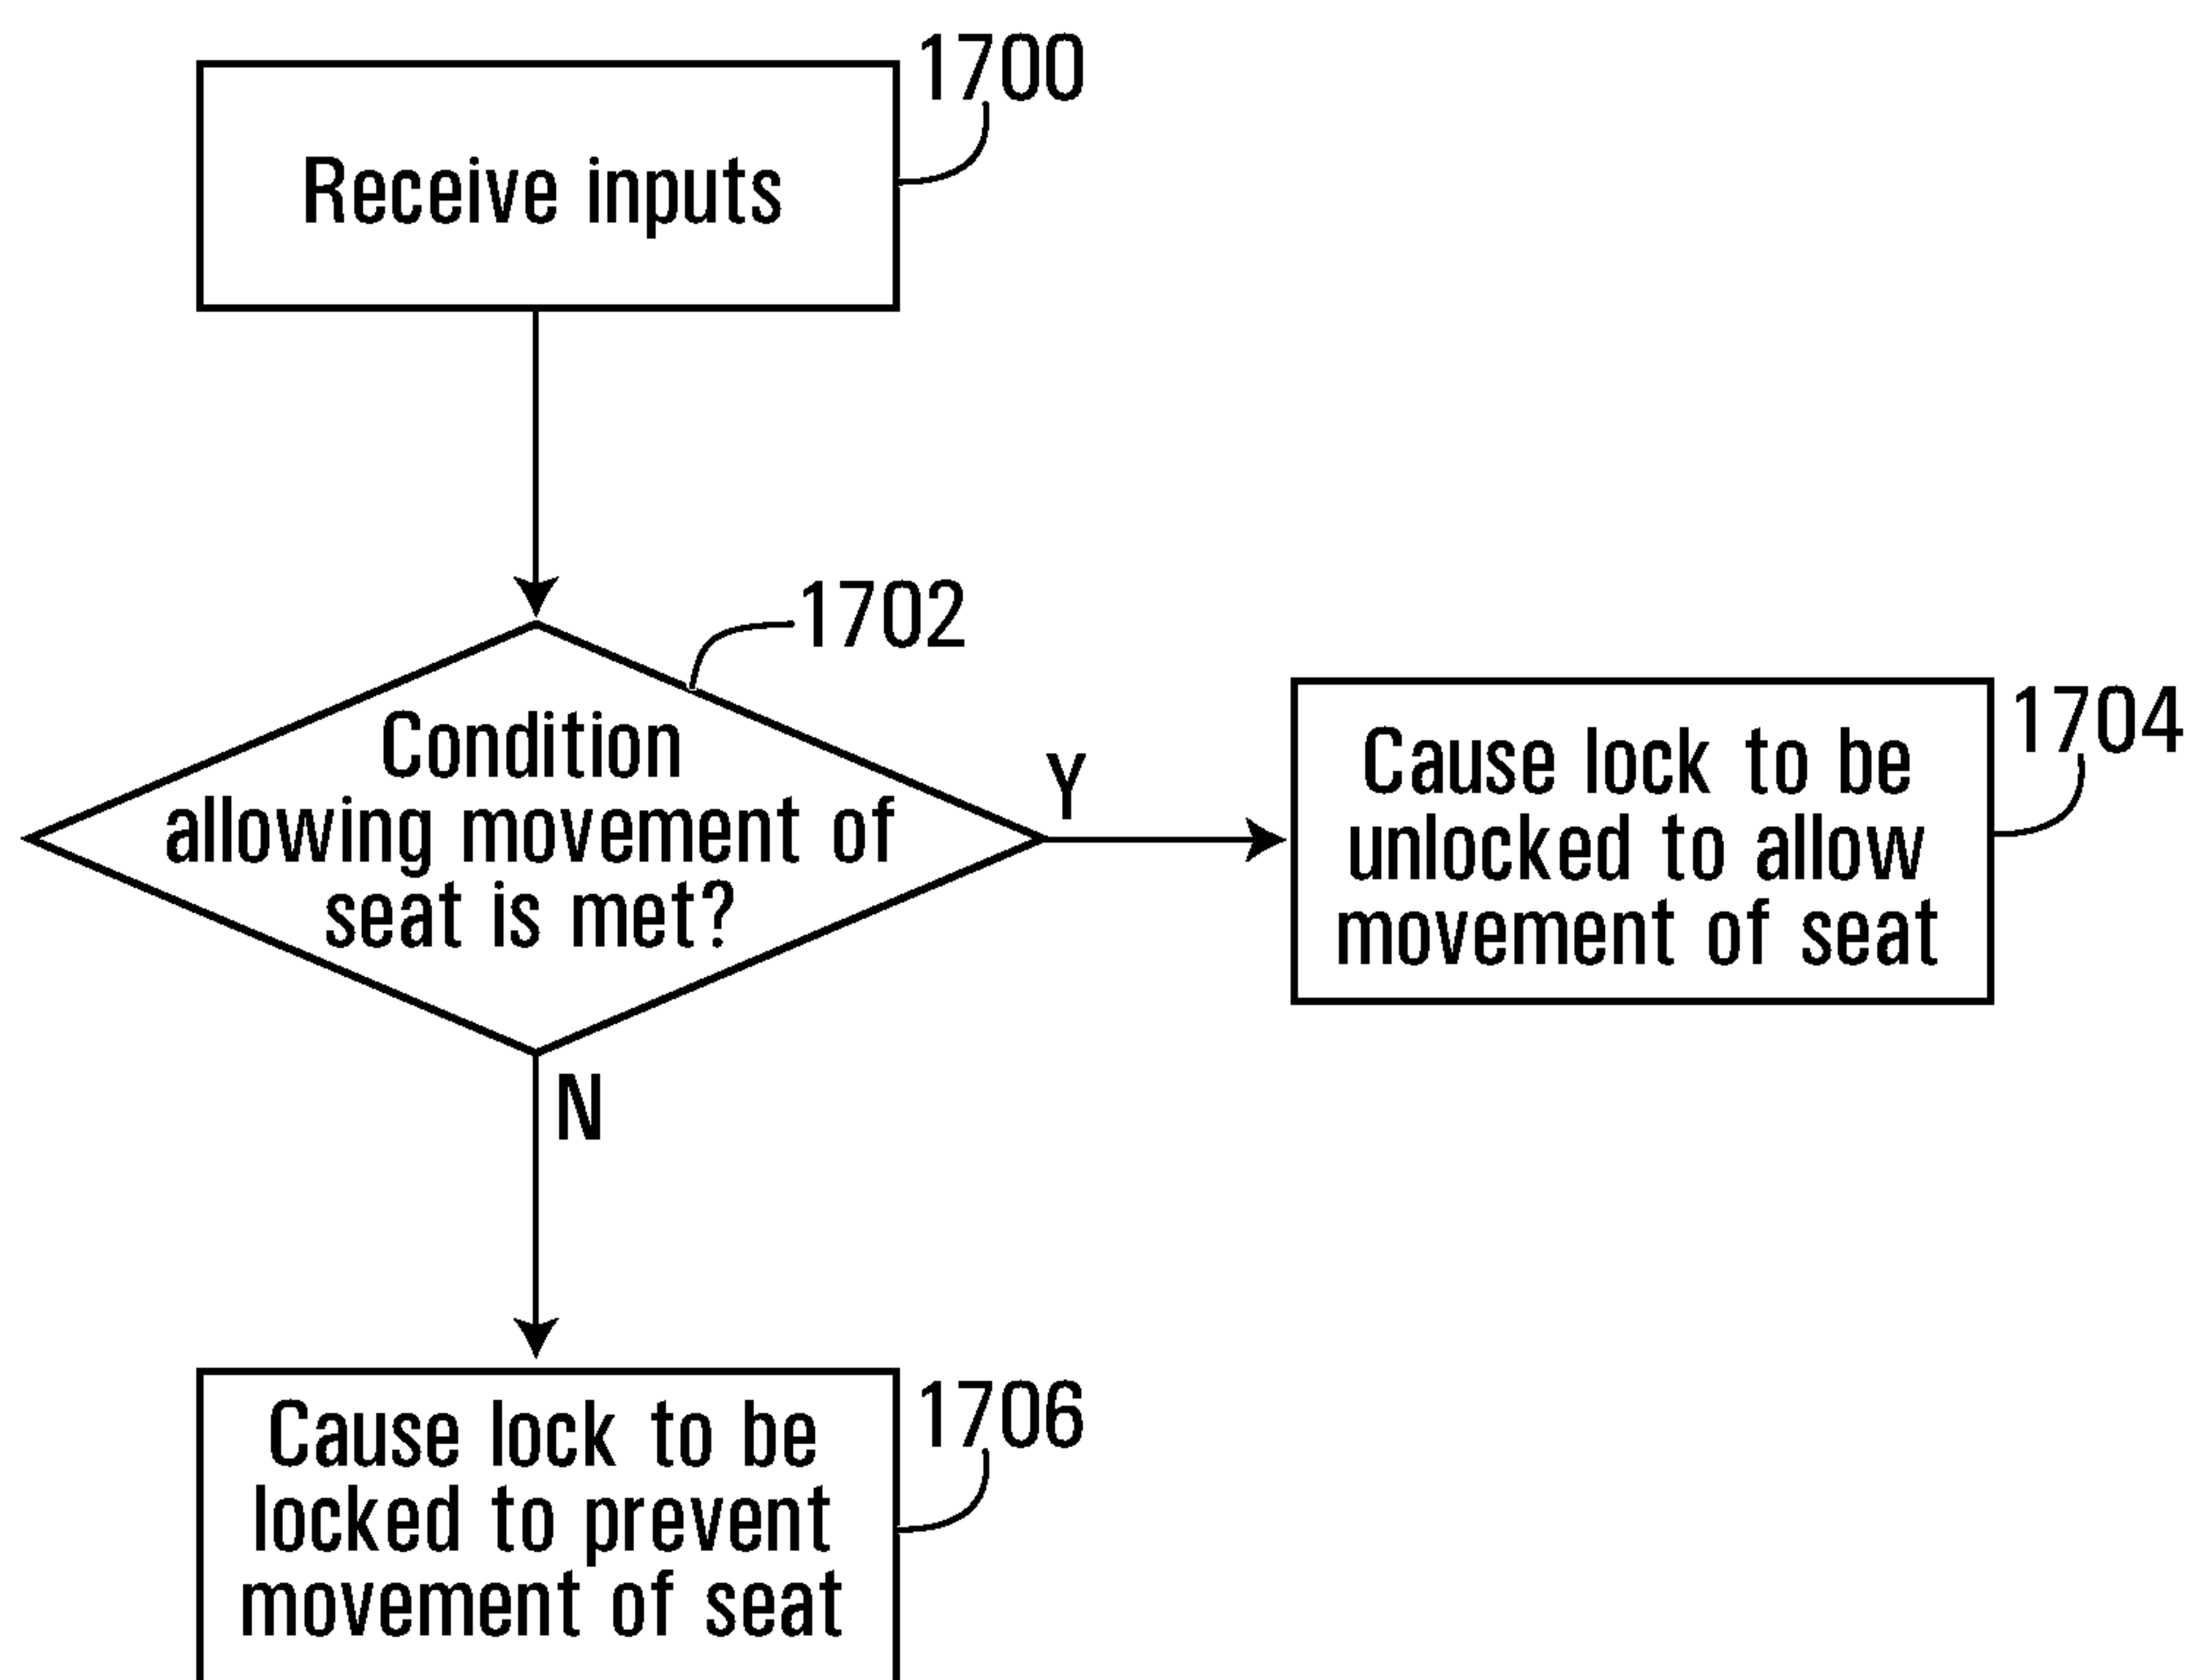 1700
Receive inputs
1702
Condition
allowing movement of
seat is met?
Y
1704
Cause lock to be
unlocked to allow
movement of seat
N
1706
Cause lock to be
locked to prevent
movement of seat